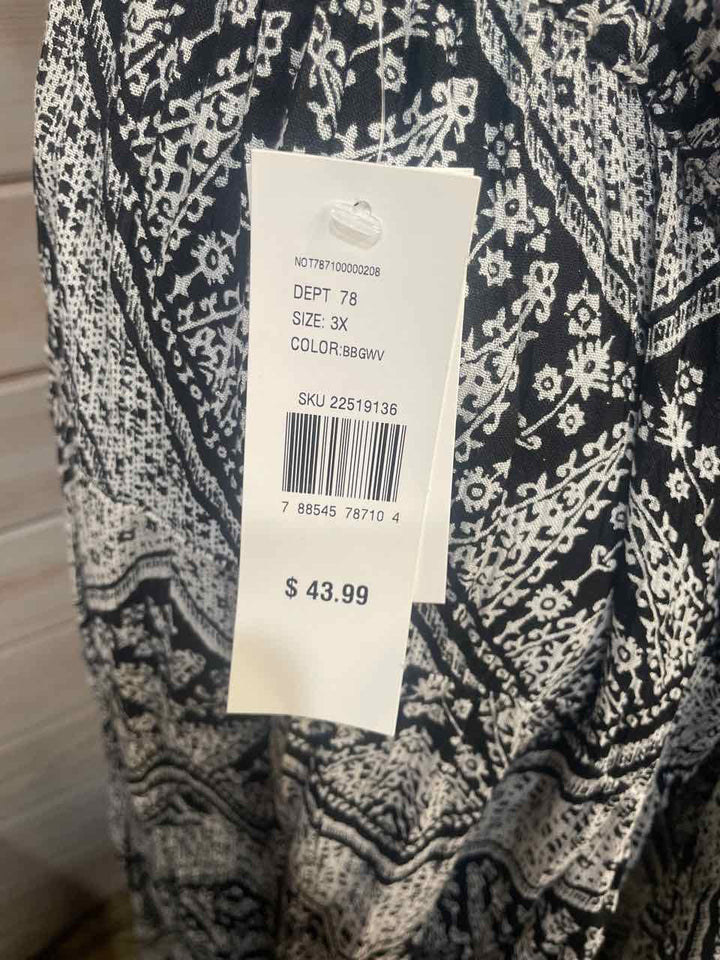 NOT787100000208
DEPT 78
SIZE: 3X
COLOR:BBGWV
SKU 22519136
7 88545 78710 4
$ 43.99